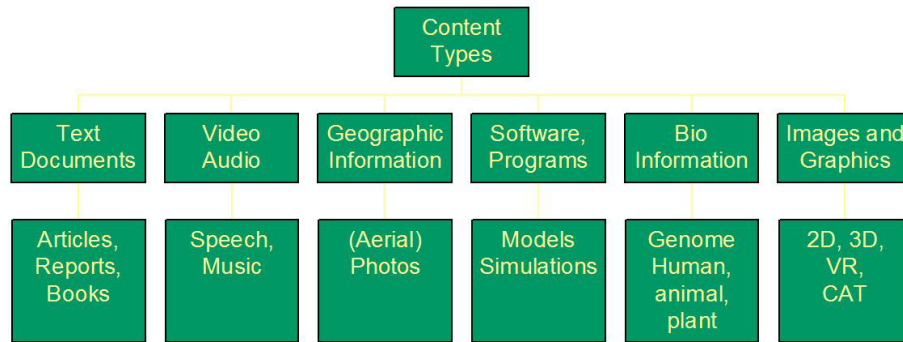 Content
Types
Text
Documents
Video
Audio
Geographic
Information
Software,
Programs
Bio
Information
Images and
Graphics
Articles,
Reports,
Books
Speech,
Music
(Aerial)
Photos
Models
Simulations
Genome
Human,
animal,
plant
2D, 3D,
VR,
CAT